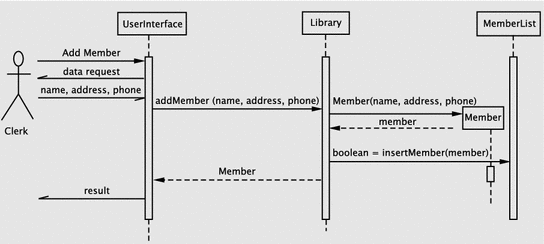 UserInterface
Library
MemberList
Add Member
data request
name, address, phone
Clerk
addMember (name, address, phone)
Member(name, address, phone)
Member
member
boolean = insertMember(member)
Member
result